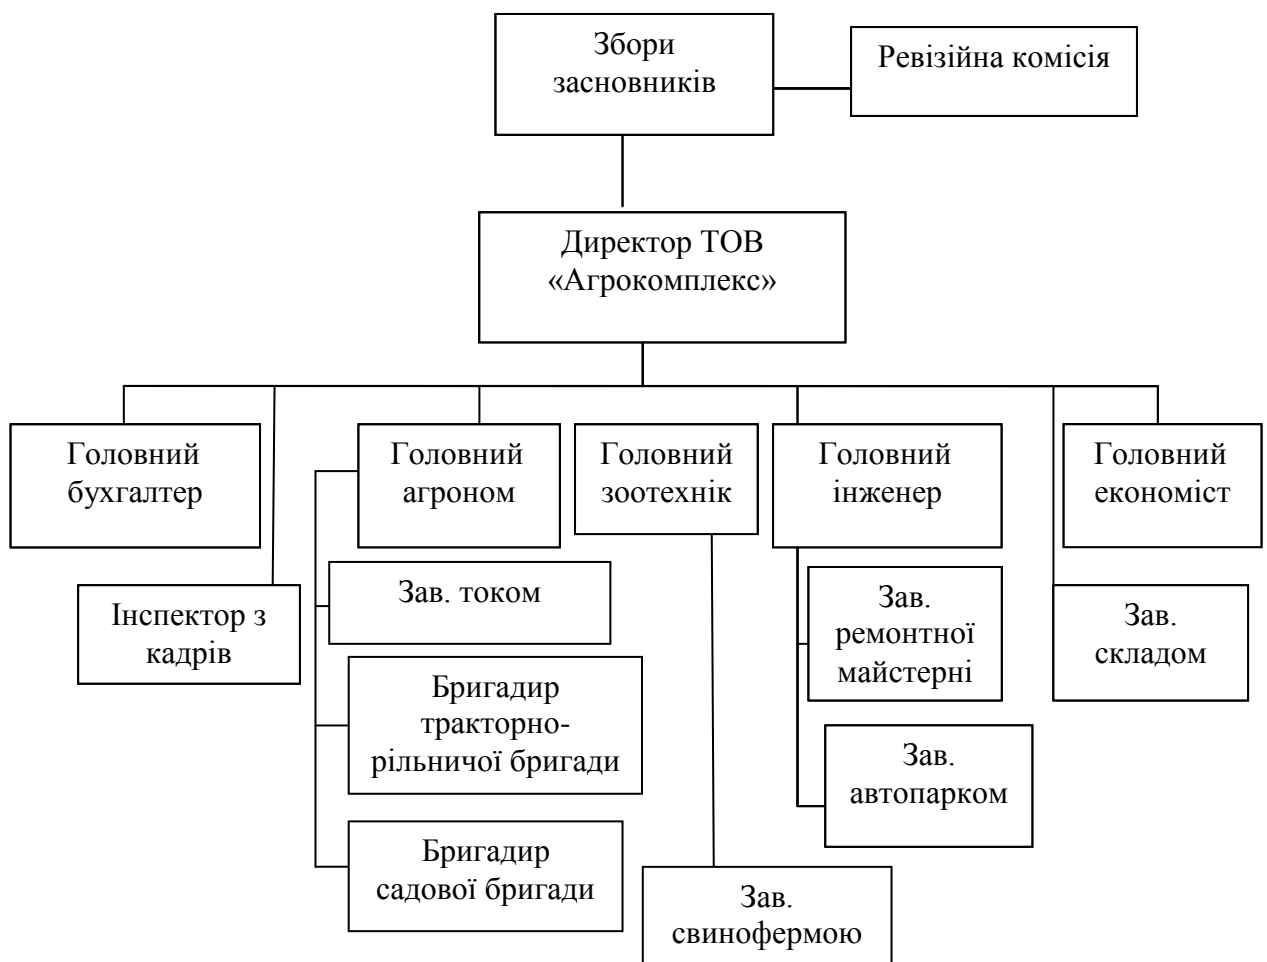 Збори
засновників
Ревізійна комісія
Директор ТОВ
«Агрокомплекс»
Головний
бухгалтер
Головний
агроном
Головний
зоотехнік
Головний
інженер
Головний
економіст
Інспектор з
кадрів
Зав. током
Зав.
ремонтної
майстерні
Зав.
складом
Бригадир
тракторно-
рільничої бригади
Зав.
автопарком
Бригадир
садової бригади
Зав.
свинофермою